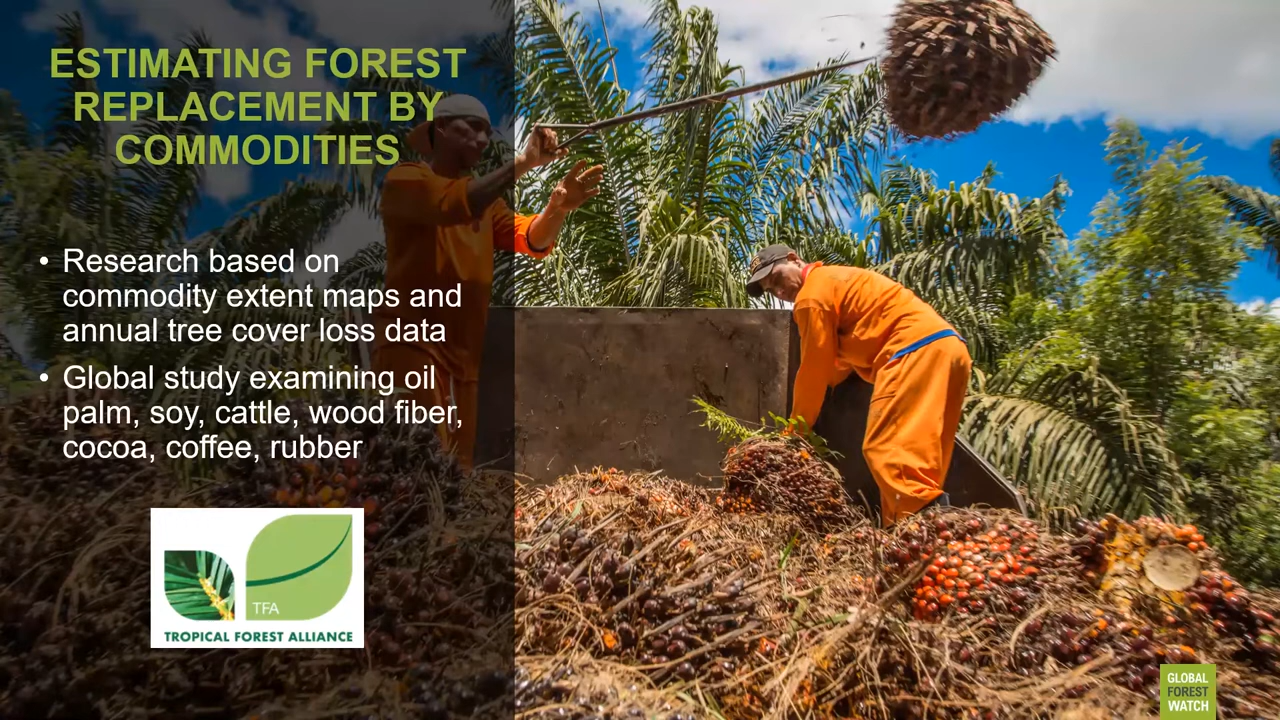 ESTIMATING FOREST
REPLACEMENT BY
COMMODITIES
• Research based on
commodity extent maps and
annual tree cover loss data
• Global study examining oil
palm, soy, cattle, wood fiber,
cocoa, coffee, rubber
TFA
TROPICAL FOREST ALLIANCE
GLOBAL
FOREST
WATCH